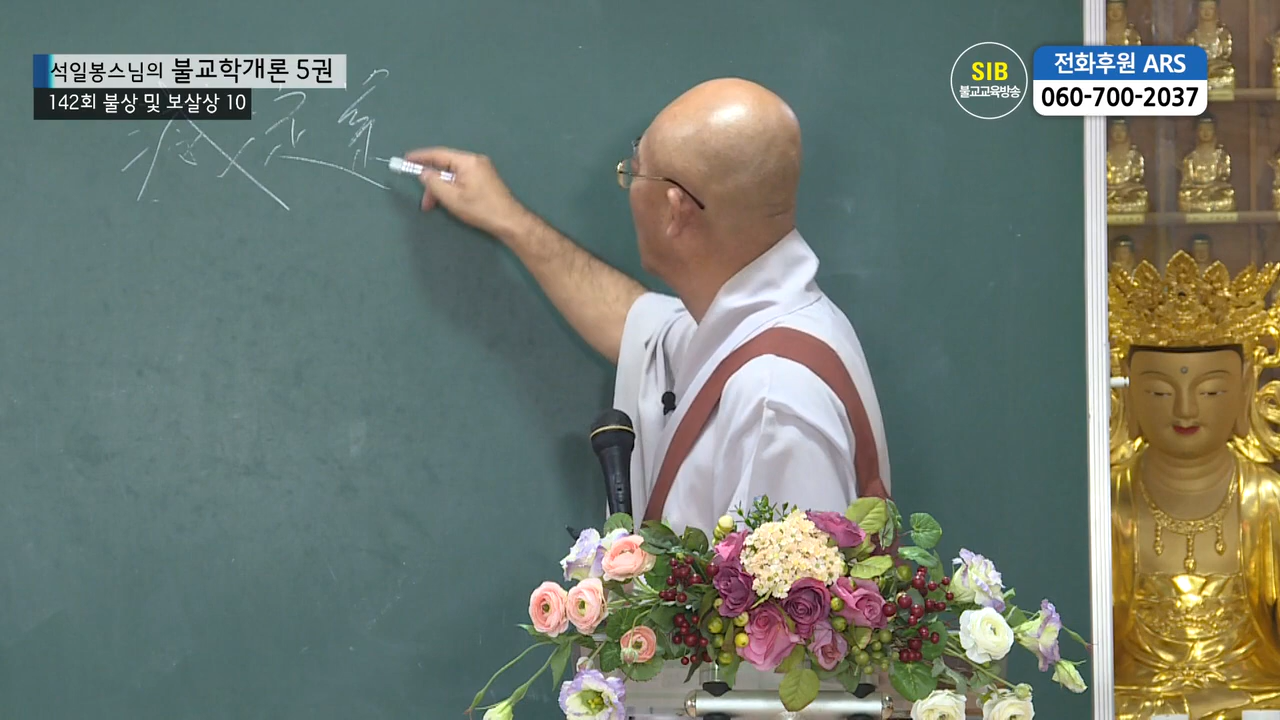 석일봉스님의 불교학개론 5권
142회 불상 및 보살상 10
SIB
불교교육방송
전화후원 ARS
060-700-2037